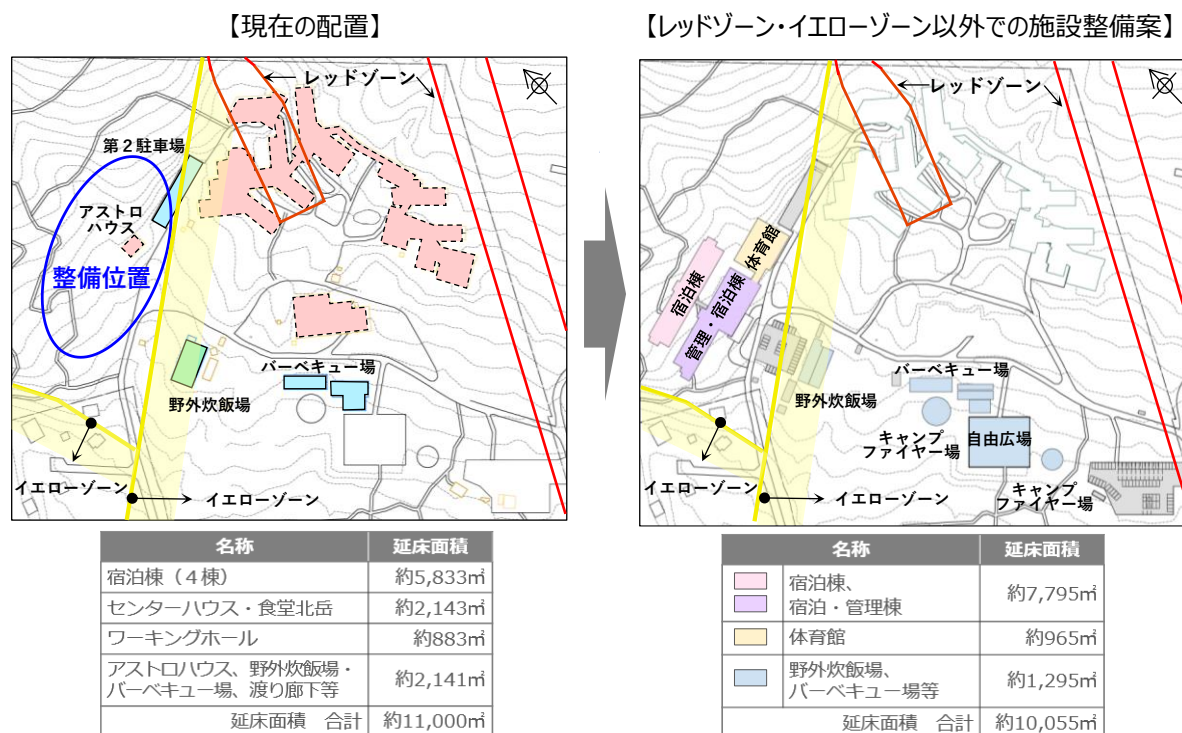 【現在の配置】
レッドゾーン
第２駐車場
アストロ
ハウス
整備位置
バーベキュー場
野外炊飯場
イエローゾーン
イエローゾーン
名称 延床面積
宿泊棟（４棟） 約5,833㎡
センターハウス・食堂北岳 約2,143㎡
ワーキングホール 約883㎡
アストロハウス、野外炊飯場・
バーベキュー場、渡り廊下等 約2,141㎡
延床面積　合計 約11,000㎡
【レッドゾーン・イエローゾーン以外での施設整備案】
レッドゾーン
体育館
宿泊棟
管理・宿泊棟
バーベキュー場
野外炊飯場
キャンプ
ファイヤー場
自由広場
キャンプ
ファイヤー場
イエローゾーン
イエローゾーン
名称 延床面積
宿泊棟、
宿泊・管理棟 約7,795㎡
体育館 約965㎡
野外炊飯場、
バーベキュー場等 約1,295㎡
延床面積　合計 約10,055㎡